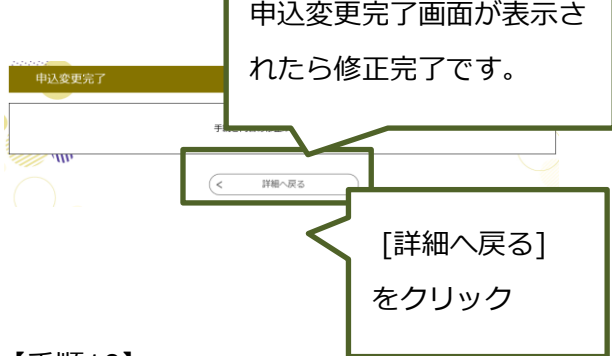 申込変更完了画面が表示さ
れたら修正完了です。
申込変更完了
詳細へ戻る
[詳細へ戻る]
をクリック